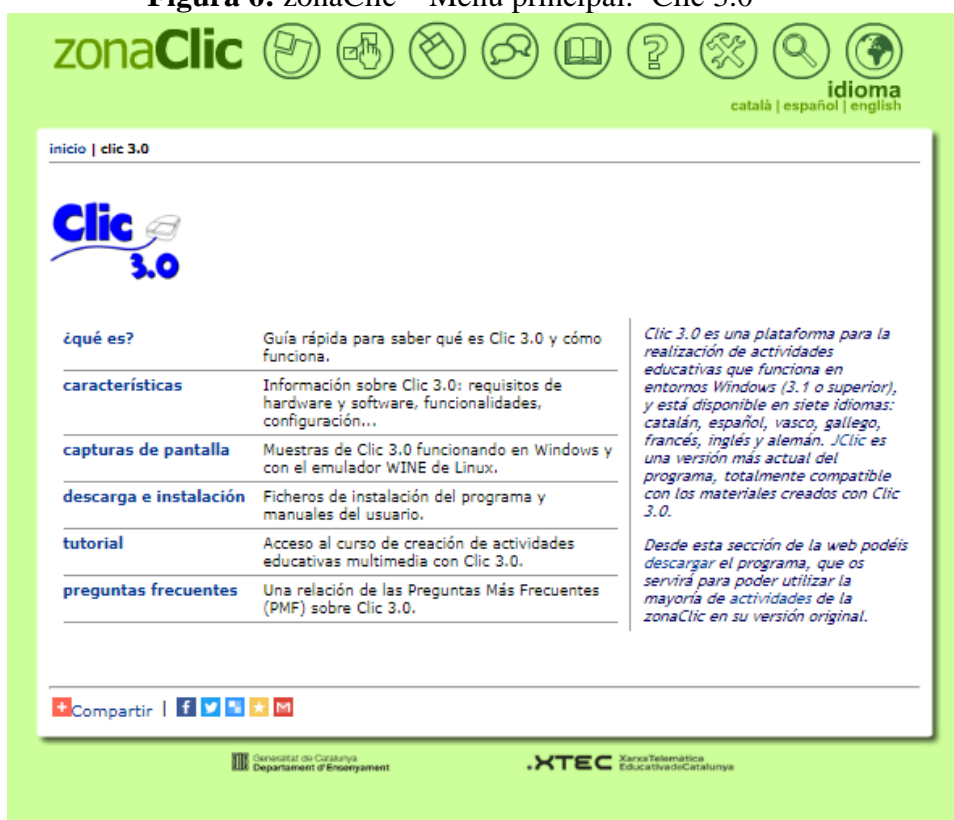 Figura 6: zonaClic – Menú principal: Clic 3.0
zonaClic
idioma
català | español | english
inicio | clic 3.0
Clic
3.0
¿qué es?
Guía rápida para saber qué es Clic 3.0 y cómo
funciona.
características
Información sobre Clic 3.0: requisitos de
hardware y software, funcionalidades,
configuración...
capturas de pantalla
Muestras de Clic 3.0 funcionando en Windows y
con el emulador WINE de Linux.
descarga e instalación
Ficheros de instalación del programa y
manuales del usuario.
tutorial
Acceso al curso de creación de actividades
educativas multimedia con Clic 3.0.
preguntas frecuentes
Una relación de las Preguntas Más Frecuentes
(PMF) sobre Clic 3.0.
Clic 3.0 es una plataforma para la
realización de actividades
educativas que funciona en
entornos Windows (3.1 o superior),
y está disponible en siete idiomas:
catalán, español, vasco, gallego,
francés, inglés y alemán. JClic es
una versión más actual del
programa, totalmente compatible
con los materiales creados con Clic
3.0.
Desde esta sección de la web podéis
descargar el programa, que os
servirá para poder utilizar la
mayoría de actividades de la
zonaClic en su versión original.
Compartir |
Generalitat de Catalunya
Departament d'Ensenyament
.XTEC XarxaTelemàtica
EducativadeCatalunya